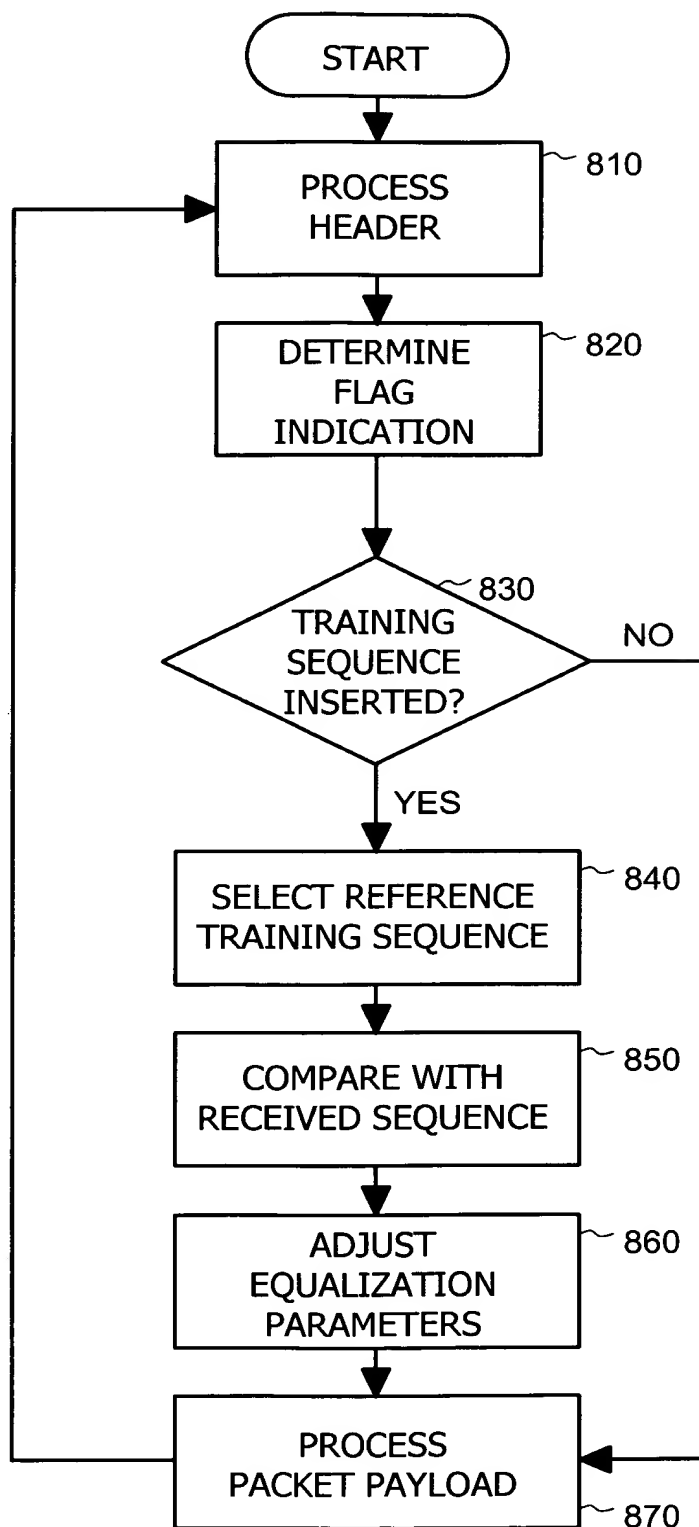 START
PROCESS
HEADER
810
DETERMINE
FLAG
INDICATION
820
830
TRAINING
SEQUENCE
INSERTED?
NO
YES
SELECT REFERENCE
TRAINING SEQUENCE
840
COMPARE WITH
RECEIVED SEQUENCE
850
ADJUST
EQUALIZATION
PARAMETERS
860
PROCESS
PACKET PAYLOAD
870